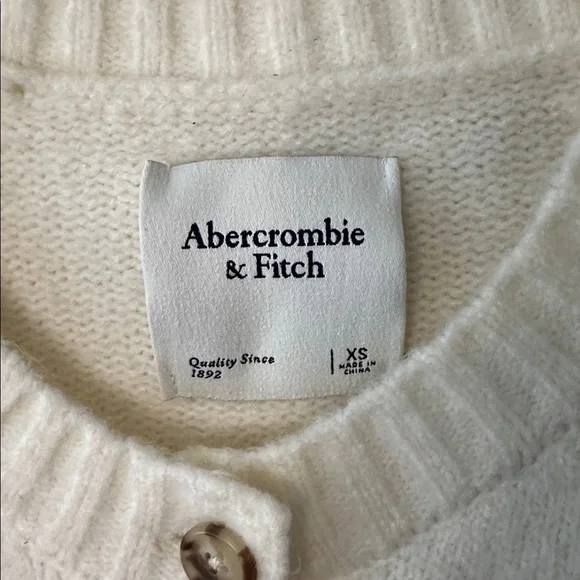 Abercrombie
& Fitch
Quality Since
1892
XS
MADE IN
CHINA